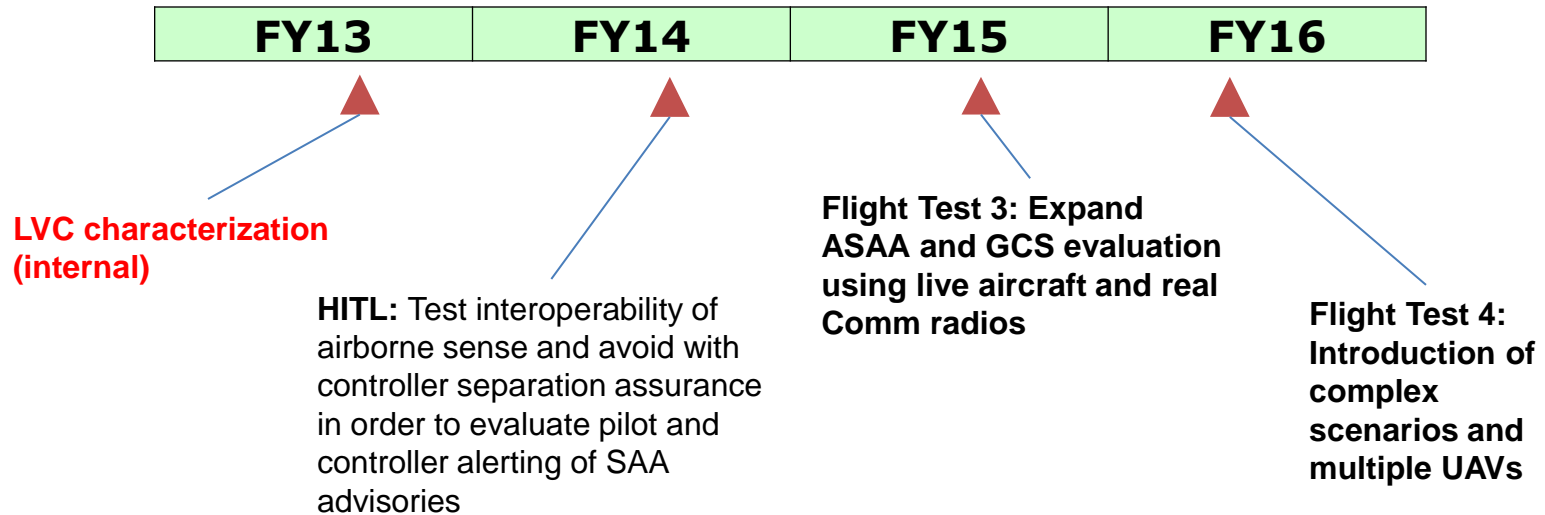 FY13 FY14 FY15 FY16
LVC characterization
(internal)
HITL: Test interoperability of
airborne sense and avoid with
controller separation assurance
in order to evaluate pilot and
controller alerting of SAA
advisories
Flight Test 3: Expand
ASAA and GCS evaluation
using live aircraft and real
Comm radios
Flight Test 4:
Introduction of
complex
scenarios and
multiple UAVs